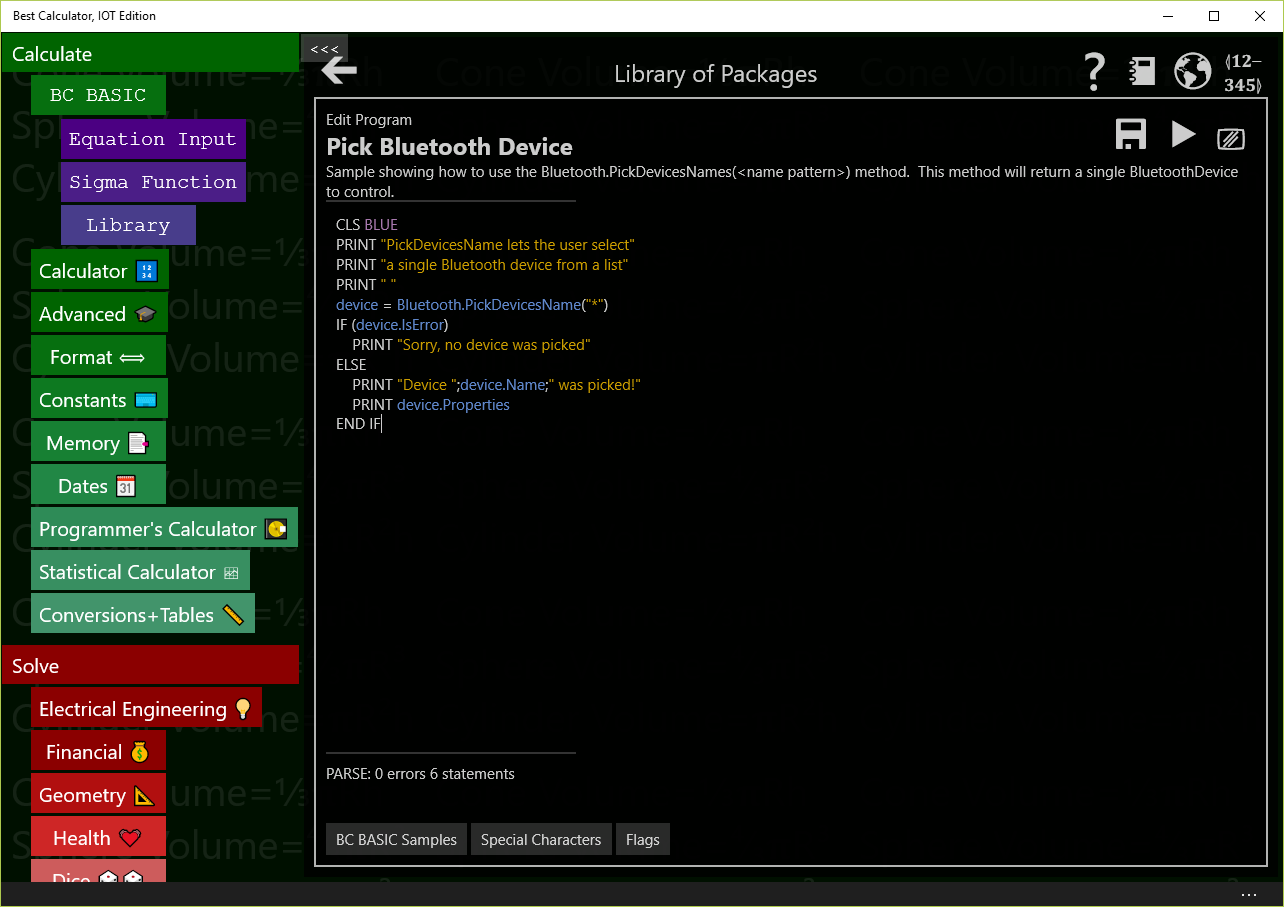 Best Calculator, IOT Edition
Calculate
BC BASIC
Equation Input
Sigma Function
Library
Calculator
Advanced
Format
Constants
Memory
Dates
Programmer's Calculator
Statistical Calculator
Conversions+Tables
Solve
Electrical Engineering
Financial
Geometry
Health
Dice
<<<
Library of Packages
?
(12–
345)
Edit Program
Pick Bluetooth Device
Sample showing how to use the Bluetooth.PickDevicesNames(<name pattern>) method.  This method will return a single BluetoothDevice
to control.
CLS BLUE
PRINT "PickDevicesName lets the user select"
PRINT "a single Bluetooth device from a list"
PRINT " "
device = Bluetooth.PickDevicesName("*")
IF (device.IsError)
PRINT "Sorry, no device was picked"
ELSE
PRINT "Device ";device.Name;" was picked!"
PRINT device.Properties
END IF
PARSE: 0 errors 6 statements
BC BASIC Samples
Special Characters
Flags
...